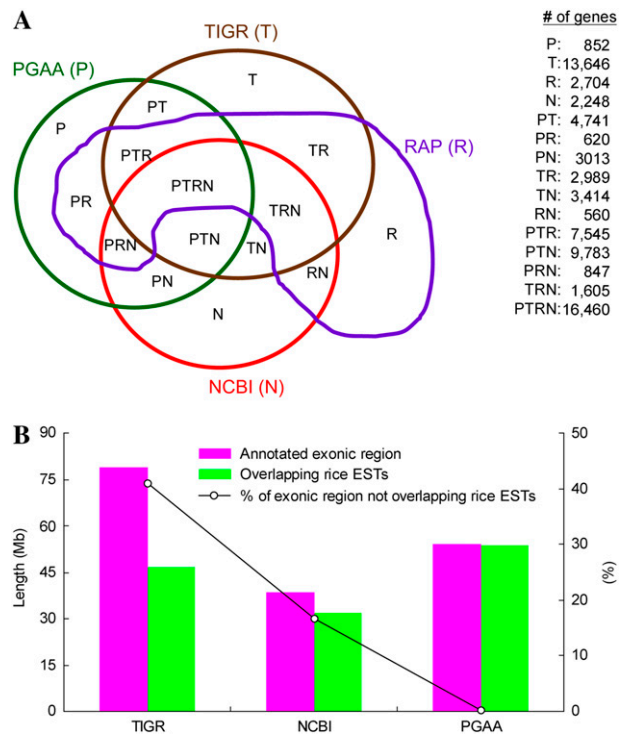 A
TIGR (T)
PGAA (P)
RAP (R)
NCBI (N)
T
PT
P
PTR
TR
PTRN
PR
TRN
R
PRN
PTN
TN
RN
PN
N
# of genes
P: 852
T: 13,646
R: 2,704
N: 2,248
PT: 4,741
PR: 620
PN: 3013
TR: 2,989
TN: 3,414
RN: 560
PTR: 7,545
PTN: 9,783
PRN: 847
TRN: 1,605
PTRN: 16,460
B
Annotated exonic region
Overlapping rice ESTs
% of exonic region not overlapping rice ESTs
Length (Mb)
90
75
60
45
30
15
0
50
40
30
20
10
0
(%)
TIGR NCBI PGAA